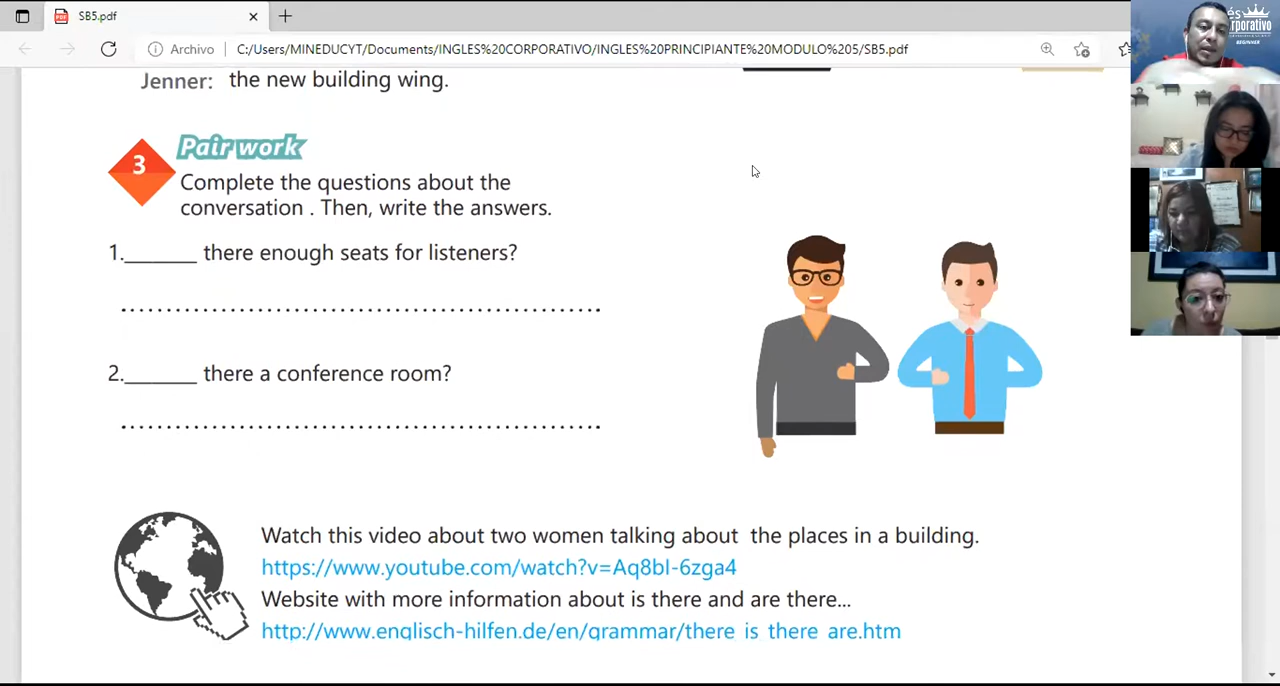 SB5.pdf
Archivo
C:/Users/MINEDUCYT/Documents/INGLES%20CORPORATIVO/INGLES%20PRINCIPIANTE%20MODULO%205/SB5.pdf
és
rporativo
BEGINNER
Jenner: the new building wing.
3
Pair work
Complete the questions about the
conversation . Then, write the answers.
1._______ there enough seats for listeners?
2._______ there a conference room?
Watch this video about two women talking about the places in a building.
https://www.youtube.com/watch?v=Aq8bI-6zga4
Website with more information about is there and are there...
http://www.englisch-hilfen.de/en/grammar/there_is_there_are.htm